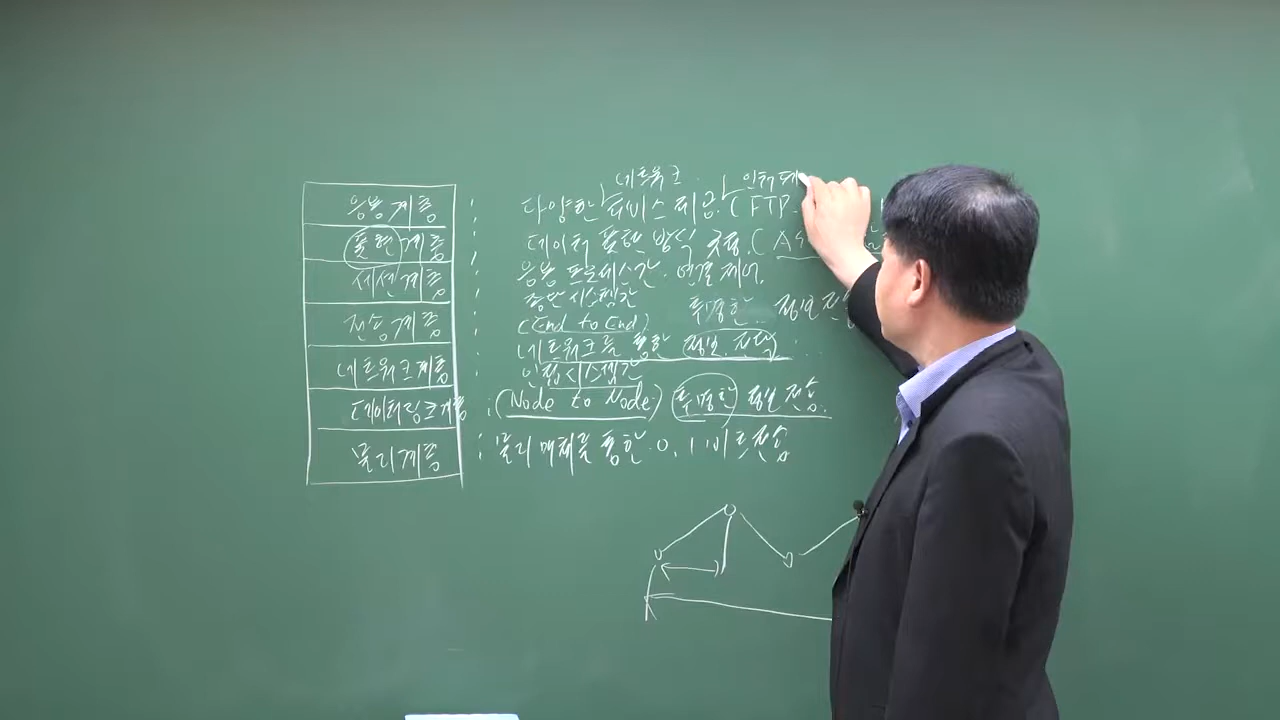 네트워크 인터페
응용계층 : 다양한 서비스 제공. ( FTP.
표현계층 : 데이터 표현 방식 규정. ( AS
세션계층 : 응용 프로세스간 연결 제어.
종단 시스템간
전송계층 : (End to End) 투명한 정보 전송
네트워크계층 : 네트워크를 통한 정보 전달
인접시스템간
데이터링크계층 : (Node to Node) 투명한 정보 전송.
물리계층 : 물리 매체를 통한 0, 1 비트전송